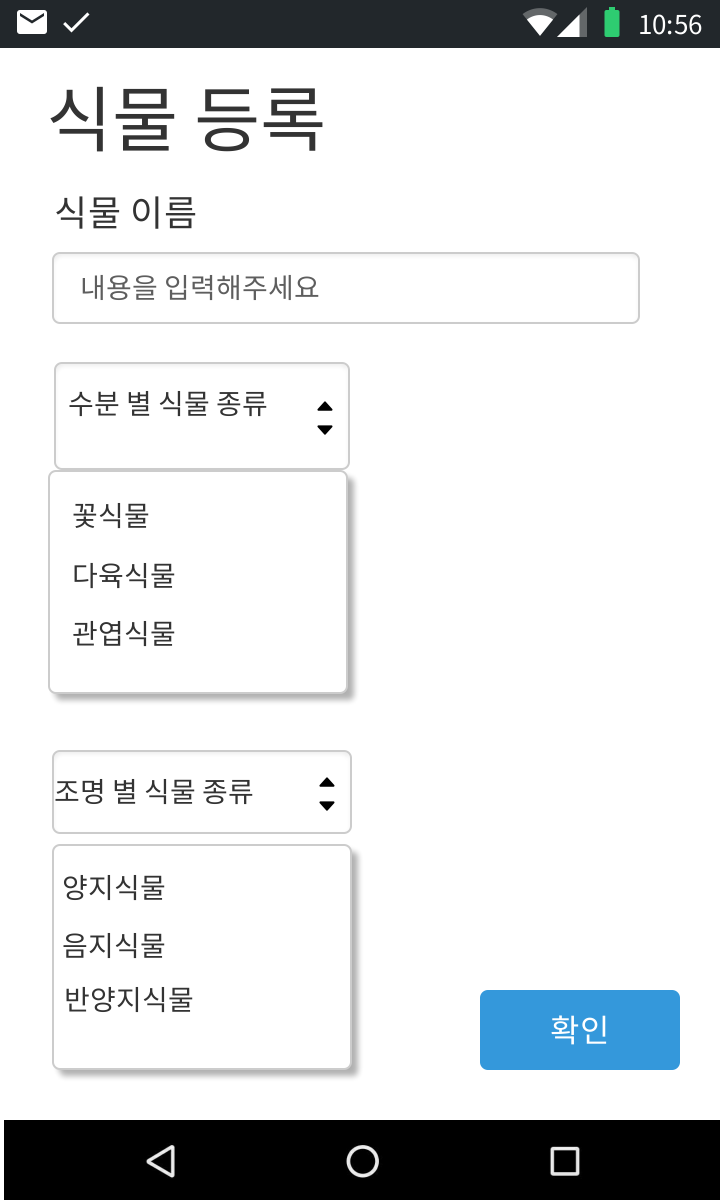 10:56
식물 등록
식물 이름
내용을 입력해주세요
수분 별 식물 종류
꽃식물
다육식물
관엽식물
조명 별 식물 종류
양지식물
음지식물
반양지식물
확인